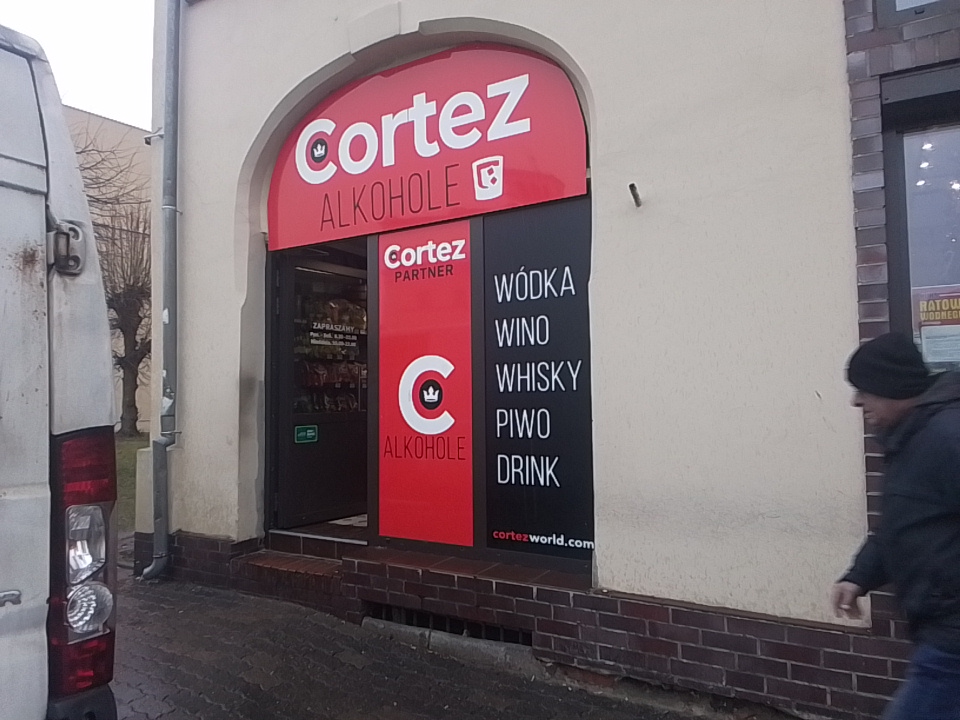 Cortez
ALKOHOLE
Cortez
PARTNER
ALKOHOLE
WÓDKA
WINO
WHISKY
PIWO
DRINK
cortezworld.com
ZAPRASZAMY